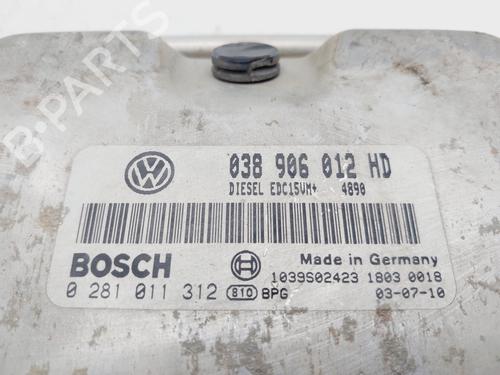 038 906 012 HD
DIESEL EDC15VM+ 4890
BOSCH
Made in Germany
1039S02423 1803 0018
0 281 011 312 810 BPG 03-07-10
B-PARTS